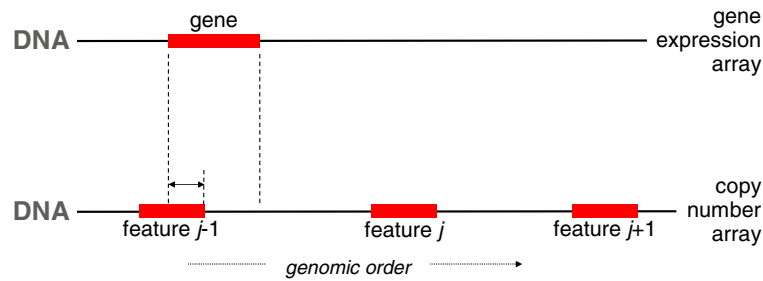 gene
DNA
gene
expression
array
DNA
feature j-1
feature j
feature j+1
copy
number
array
genomic order